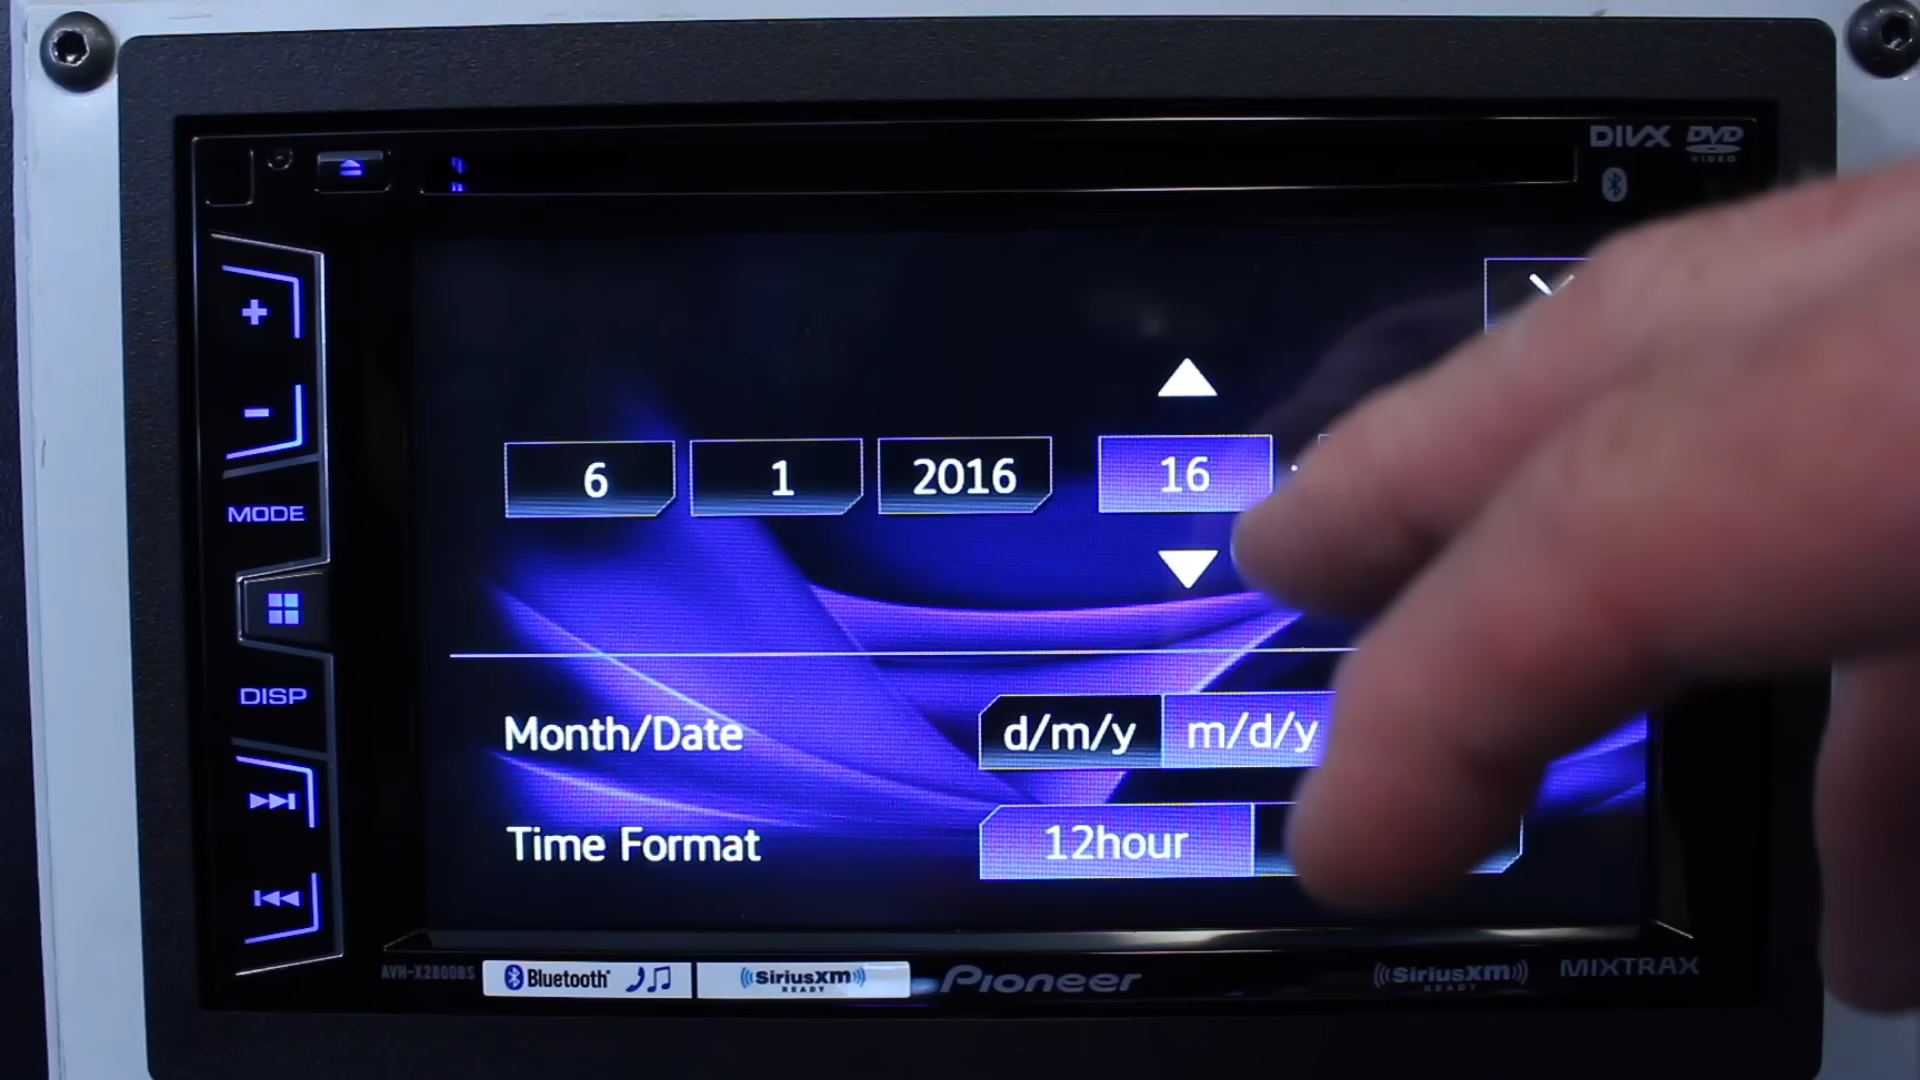 DIVX DVD
VIDEO
MODE
DISP
6 1 2016 16
Month/Date d/m/y m/d/y
Time Format 12hour
AVH-X2800BS Bluetooth SiriusXM READY Pioneer SiriusXM READY MIXTRAX